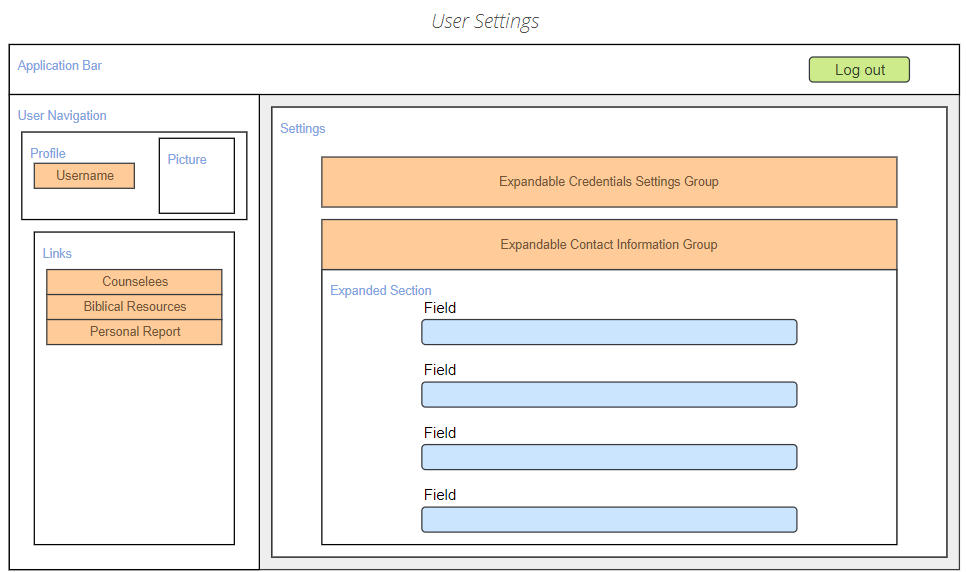 User Settings
Application Bar
Log out
User Navigation
Profile
Username
Picture
Links
Counselees
Biblical Resources
Personal Report
Settings
Expandable Credentials Settings Group
Expandable Contact Information Group
Expanded Section
Field
Field
Field
Field